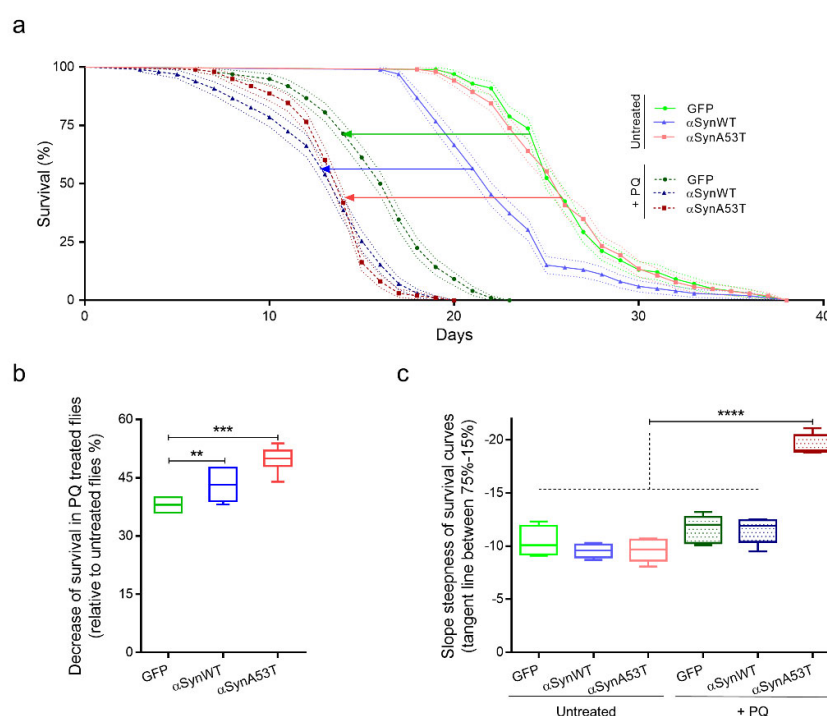 a
100
75
50
25
0
Survival (%)
0 10 20 30 40
Days
Untreated
GFP
αSynWT
αSynA53T
+ PQ
GFP
αSynWT
αSynA53T
b
Decrease of survival in PQ treated flies
(relative to untreated flies %)
60
45
30
15
0
***
**
GFP
αSynWT
αSynA53T
c
Slope steepness of survival curves
(tangent line between 75%-15%)
-20
-15
-10
-5
0
****
GFP
αSynWT
αSynA53T
GFP
αSynWT
αSynA53T
Untreated
+ PQ